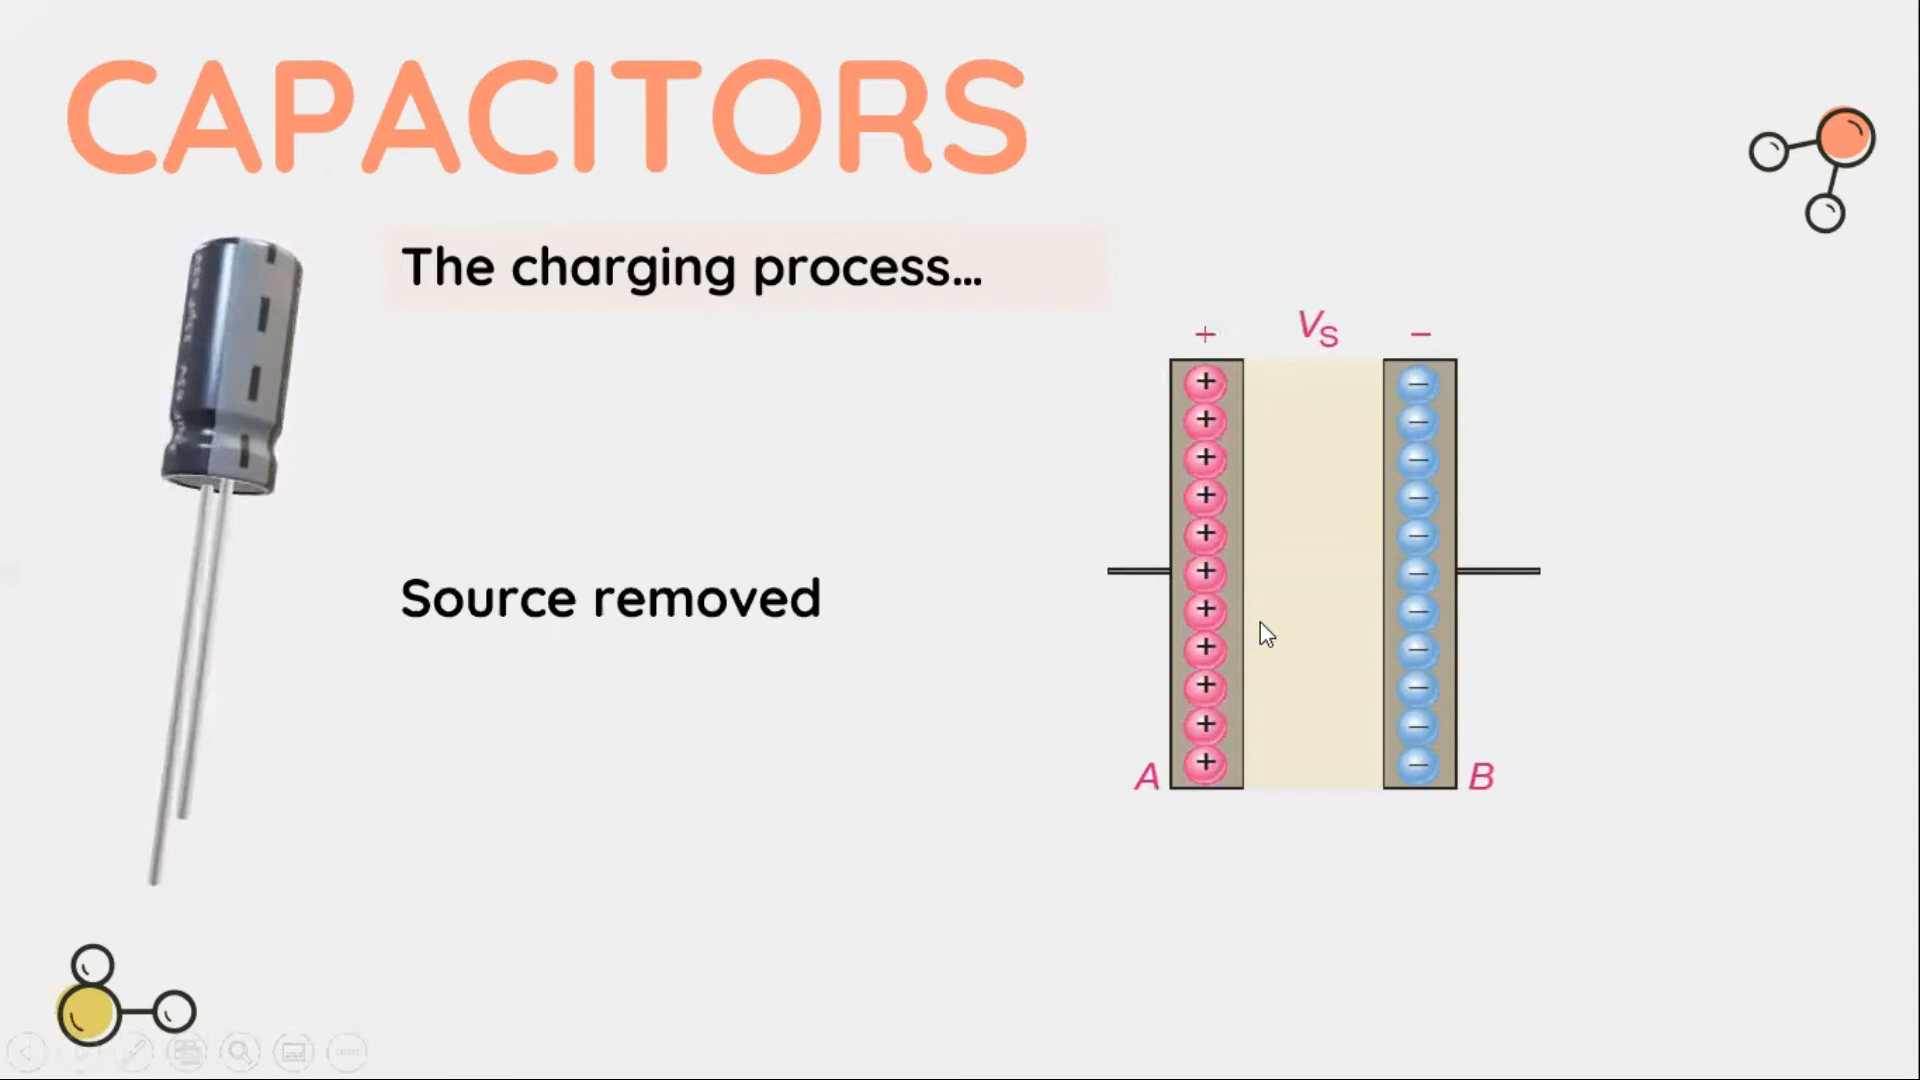 CAPACITORS
The charging process...
+ VS −
+ −
+ −
+ −
+ −
+ −
+ −
+ −
+ −
+ −
+ −
+ −
A B
Source removed